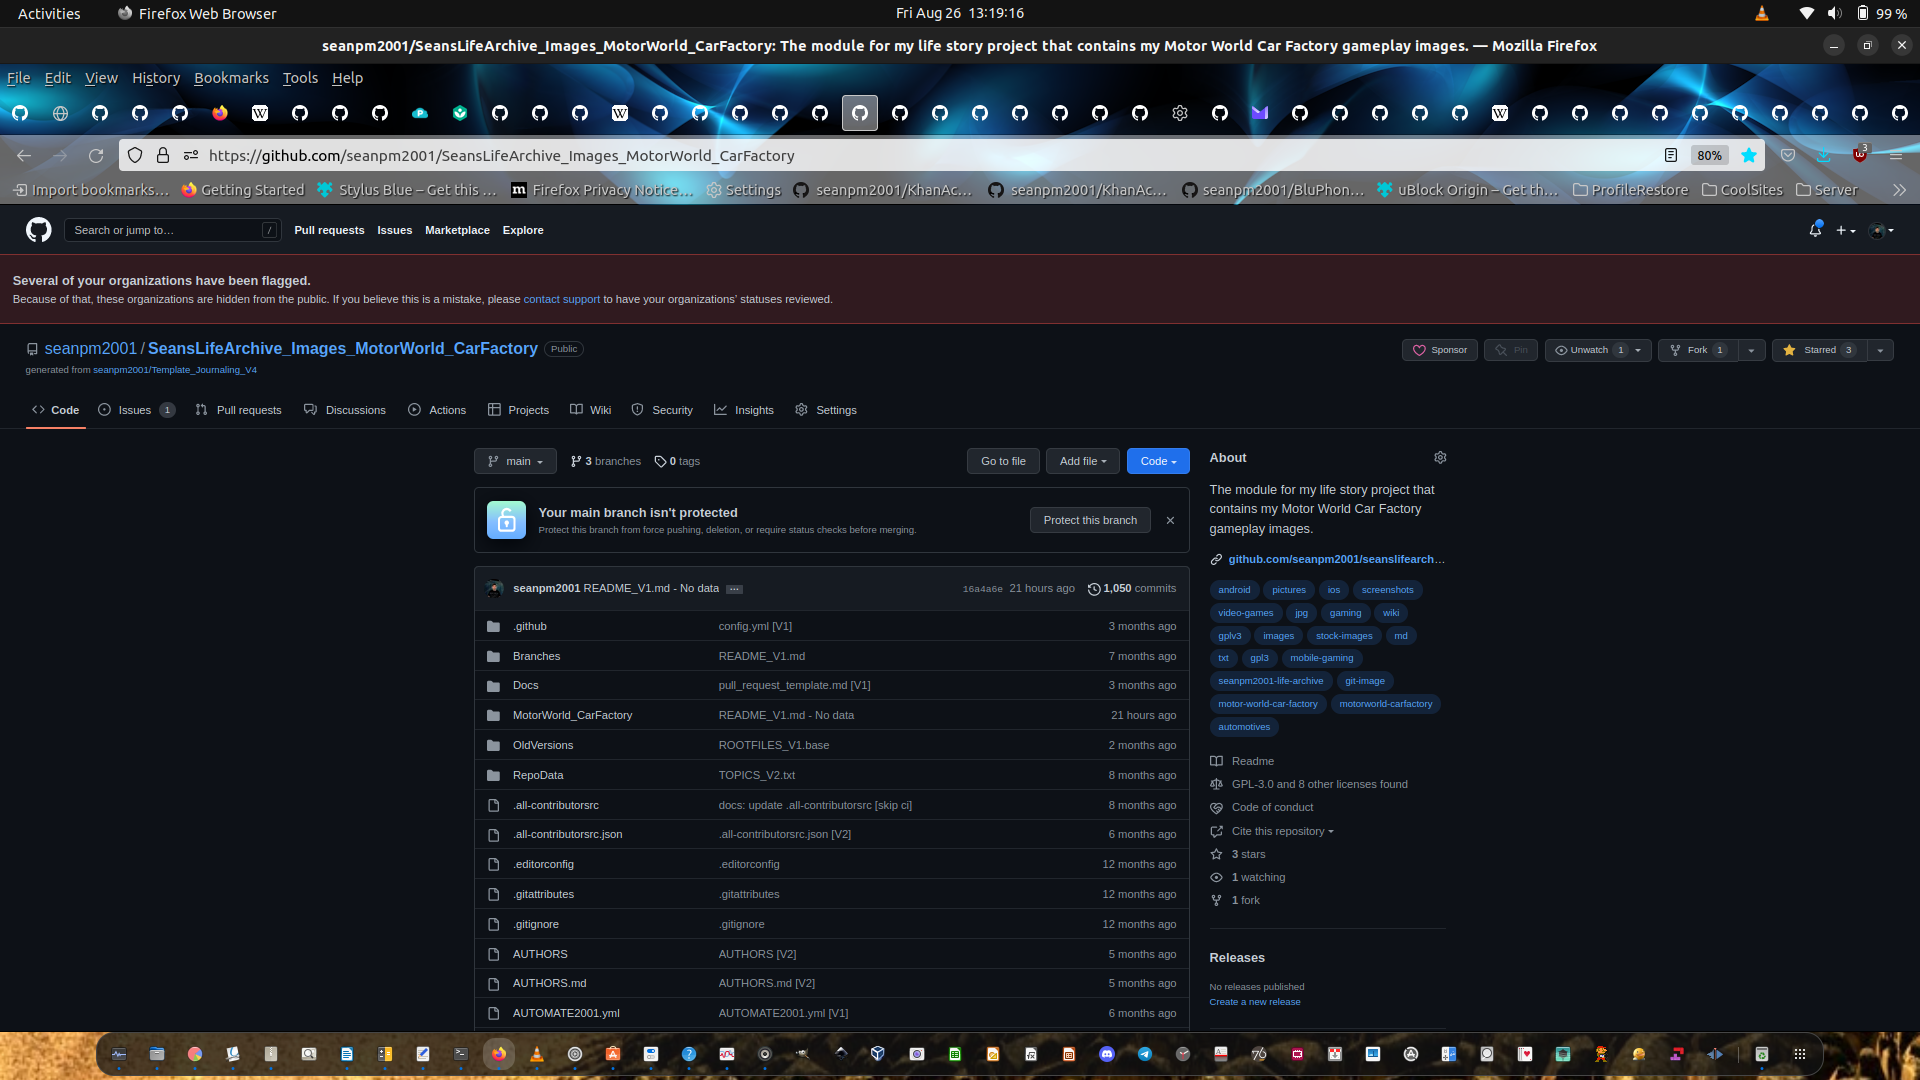 Activities
Firefox Web Browser
Fri Aug 26 13:19:16
99 %
seanpm2001/SeansLifeArchive_Images_MotorWorld_CarFactory: The module for my life story project that contains my Motor World Car Factory gameplay images. — Mozilla Firefox
File Edit View History Bookmarks Tools Help
https://github.com/seanpm2001/SeansLifeArchive_Images_MotorWorld_CarFactory
80%
3
Import bookmarks…
Getting Started
Stylus Blue – Get this …
Firefox Privacy Notice…
Settings
seanpm2001/KhanAc…
seanpm2001/KhanAc…
seanpm2001/BluPhon…
uBlock Origin – Get th…
ProfileRestore
CoolSites
Server
Search or jump to…
/
Pull requests
Issues
Marketplace
Explore
Several of your organizations have been flagged.
Because of that, these organizations are hidden from the public. If you believe this is a mistake, please contact support to have your organizations' statuses reviewed.
seanpm2001 / SeansLifeArchive_Images_MotorWorld_CarFactory Public
generated from seanpm2001/Template_Journaling_V4
Sponsor
Pin
Unwatch 1
Fork 1
Starred 3
Code
Issues 1
Pull requests
Discussions
Actions
Projects
Wiki
Security
Insights
Settings
main
3 branches
0 tags
Go to file
Add file
Code
Your main branch isn't protected
Protect this branch from force pushing, deletion, or require status checks before merging.
Protect this branch
seanpm2001 README_V1.md - No data
16a4a6e 21 hours ago
1,050 commits
.github config.yml [V1] 3 months ago
Branches README_V1.md 7 months ago
Docs pull_request_template.md [V1] 3 months ago
MotorWorld_CarFactory README_V1.md - No data 21 hours ago
OldVersions ROOTFILES_V1.base 2 months ago
RepoData TOPICS_V2.txt 8 months ago
.all-contributorsrc docs: update .all-contributorsrc [skip ci] 8 months ago
.all-contributorsrc.json .all-contributorsrc.json [V2] 6 months ago
.editorconfig .editorconfig 12 months ago
.gitattributes .gitattributes 12 months ago
.gitignore .gitignore 12 months ago
AUTHORS AUTHORS [V2] 5 months ago
AUTHORS.md AUTHORS.md [V2] 5 months ago
AUTOMATE2001.yml AUTOMATE2001.yml [V1] 6 months ago
About
The module for my life story project that
contains my Motor World Car Factory
gameplay images.
github.com/seanpm2001/seanslifearch…
android pictures ios screenshots
video-games jpg gaming wiki
gplv3 images stock-images md
txt gpl3 mobile-gaming
seanpm2001-life-archive git-image
motor-world-car-factory motorworld-carfactory
automotives
Readme
GPL-3.0 and 8 other licenses found
Code of conduct
Cite this repository
3 stars
1 watching
1 fork
Releases
No releases published
Create a new release